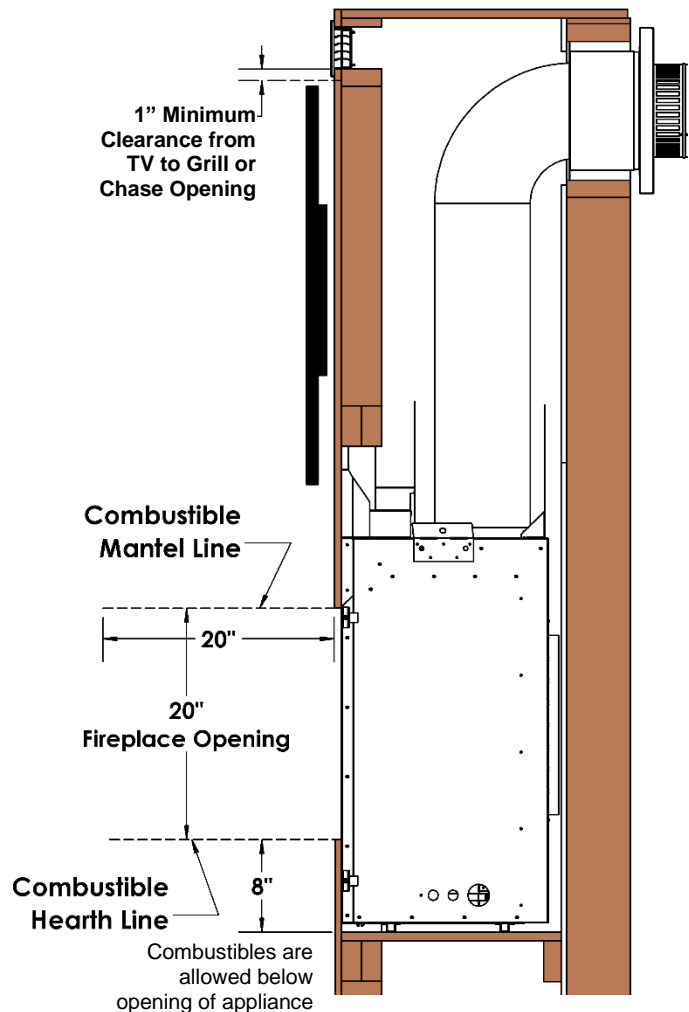 1” Minimum
Clearance from
TV to Grill or
Chase Opening
Combustible
Mantel Line
20"
20"
Fireplace Opening
Combustible
Hearth Line
8"
Combustibles are
allowed below
opening of appliance